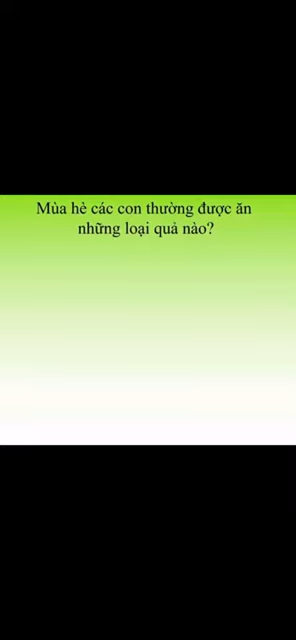 Mùa hè các con thường được ăn
những loại quả nào?